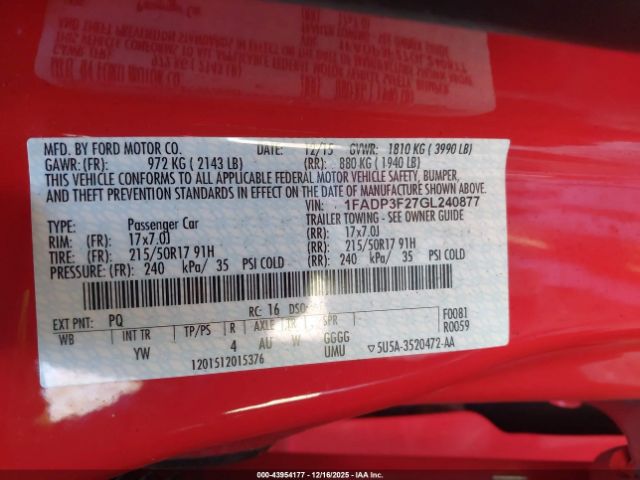 MFD. BY FORD MOTOR CO. DATE: 12/15 GVWR: 1810 KG (3990 LB)
GAWR: (FR): 972 KG (2143 LB) (RR): 880 KG (1940 LB)
THIS VEHICLE CONFORMS TO ALL APPLICABLE FEDERAL MOTOR VEHICLE SAFETY, BUMPER,
AND THEFT PREVENTION STANDARDS IN EFFECT ON THE DATE OF MANUFACTURE SHOWN ABOVE.
VIN: 1FADP3F27GL240877
TYPE: Passenger Car TRAILER TOWING - SEE OWNER GUIDE
RIM: (FR): 17x7.0J (RR): 17x7.0J
TIRE: (FR): 215/50R17 91H (RR): 215/50R17 91H
PRESSURE: (FR): 240 kPa/ 35 PSI COLD (RR): 240 kPa/ 35 PSI COLD
RC: 16 DSO:
EXT PNT: PQ F0081
WB INT TR TP/PS R AXLE TR SPR R0059
YW 4 AU W GGGG
1201512015376 UMU 5U5A-3520472-AA
000-43954177 - 12/16/2025 - IAAI.COM